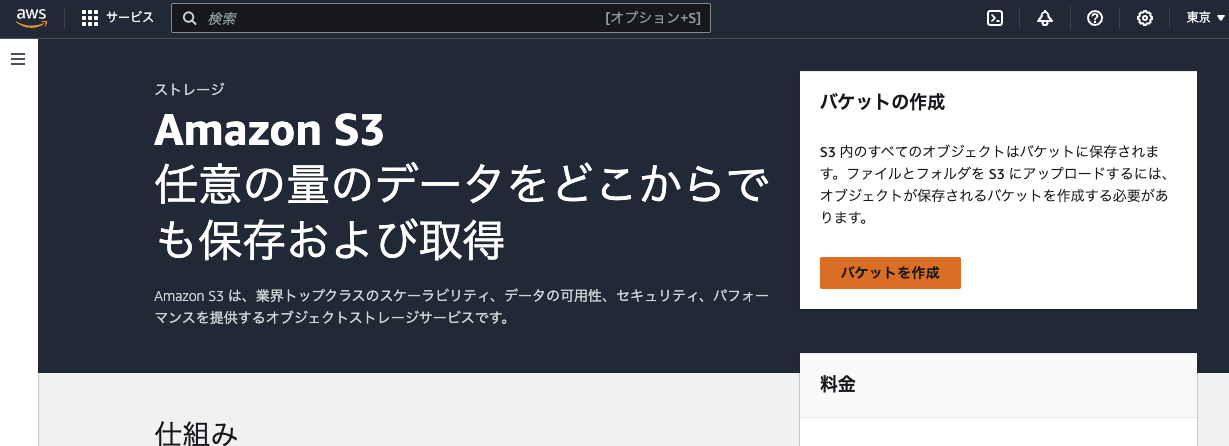 aws
サービス
検索
[オプション+S]
東京
ストレージ
Amazon S3
任意の量のデータをどこからで
も保存および取得
Amazon S3 は、業界トップクラスのスケーラビリティ、データの可用性、セキュリティ、パフォー
マンスを提供するオブジェクトストレージサービスです。
バケットの作成
S3 内のすべてのオブジェクトはバケットに保存されま
す。ファイルとフォルダを S3 にアップロードするには、
オブジェクトが保存されるバケットを作成する必要があ
ります。
バケットを作成
料金
仕組み